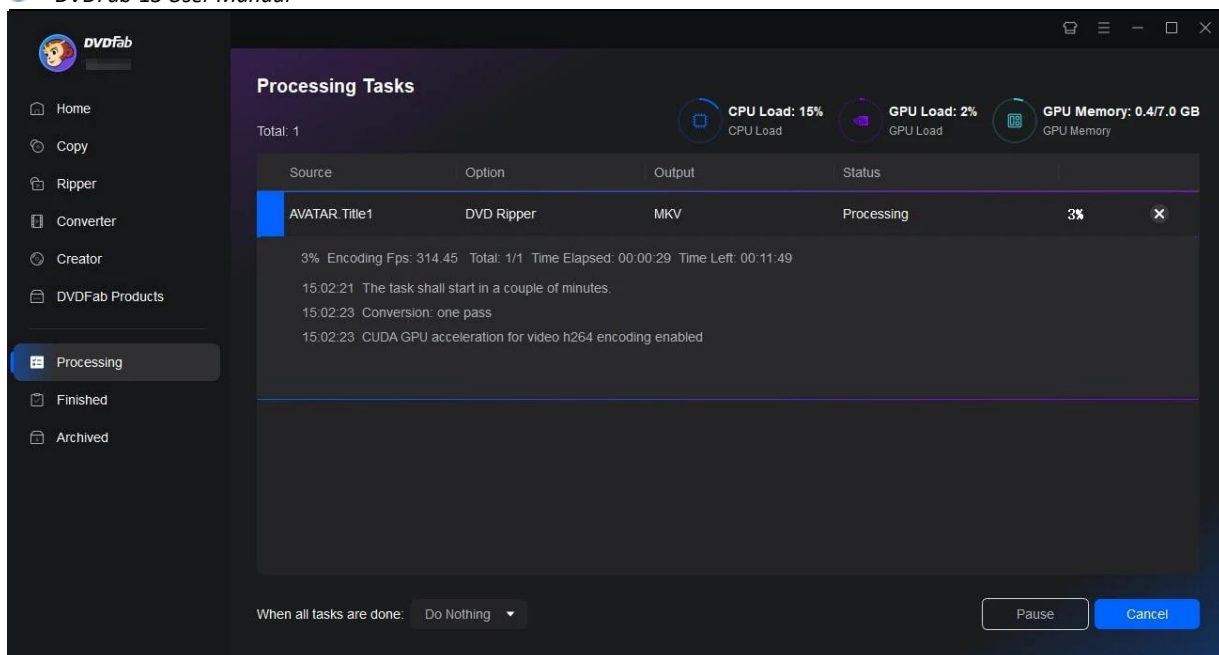 DVDFab 13 User Manual
DVDFab
Home
Copy
Ripper
Converter
Creator
DVDFab Products
Processing
Finished
Archived
Processing Tasks
Total: 1
CPU Load: 15%
CPU Load
GPU Load: 2%
GPU Load
GPU Memory: 0.4/7.0 GB
GPU Memory
Source Option Output Status
AVATAR.Title1 DVD Ripper MKV Processing 3%
3% Encoding Fps: 314.45 Total: 1/1 Time Elapsed: 00:00:29 Time Left: 00:11:49
15:02:21 The task shall start in a couple of minutes.
15:02:23 Conversion: one pass
15:02:23 CUDA GPU acceleration for video h264 encoding enabled
When all tasks are done: Do Nothing
Pause Cancel